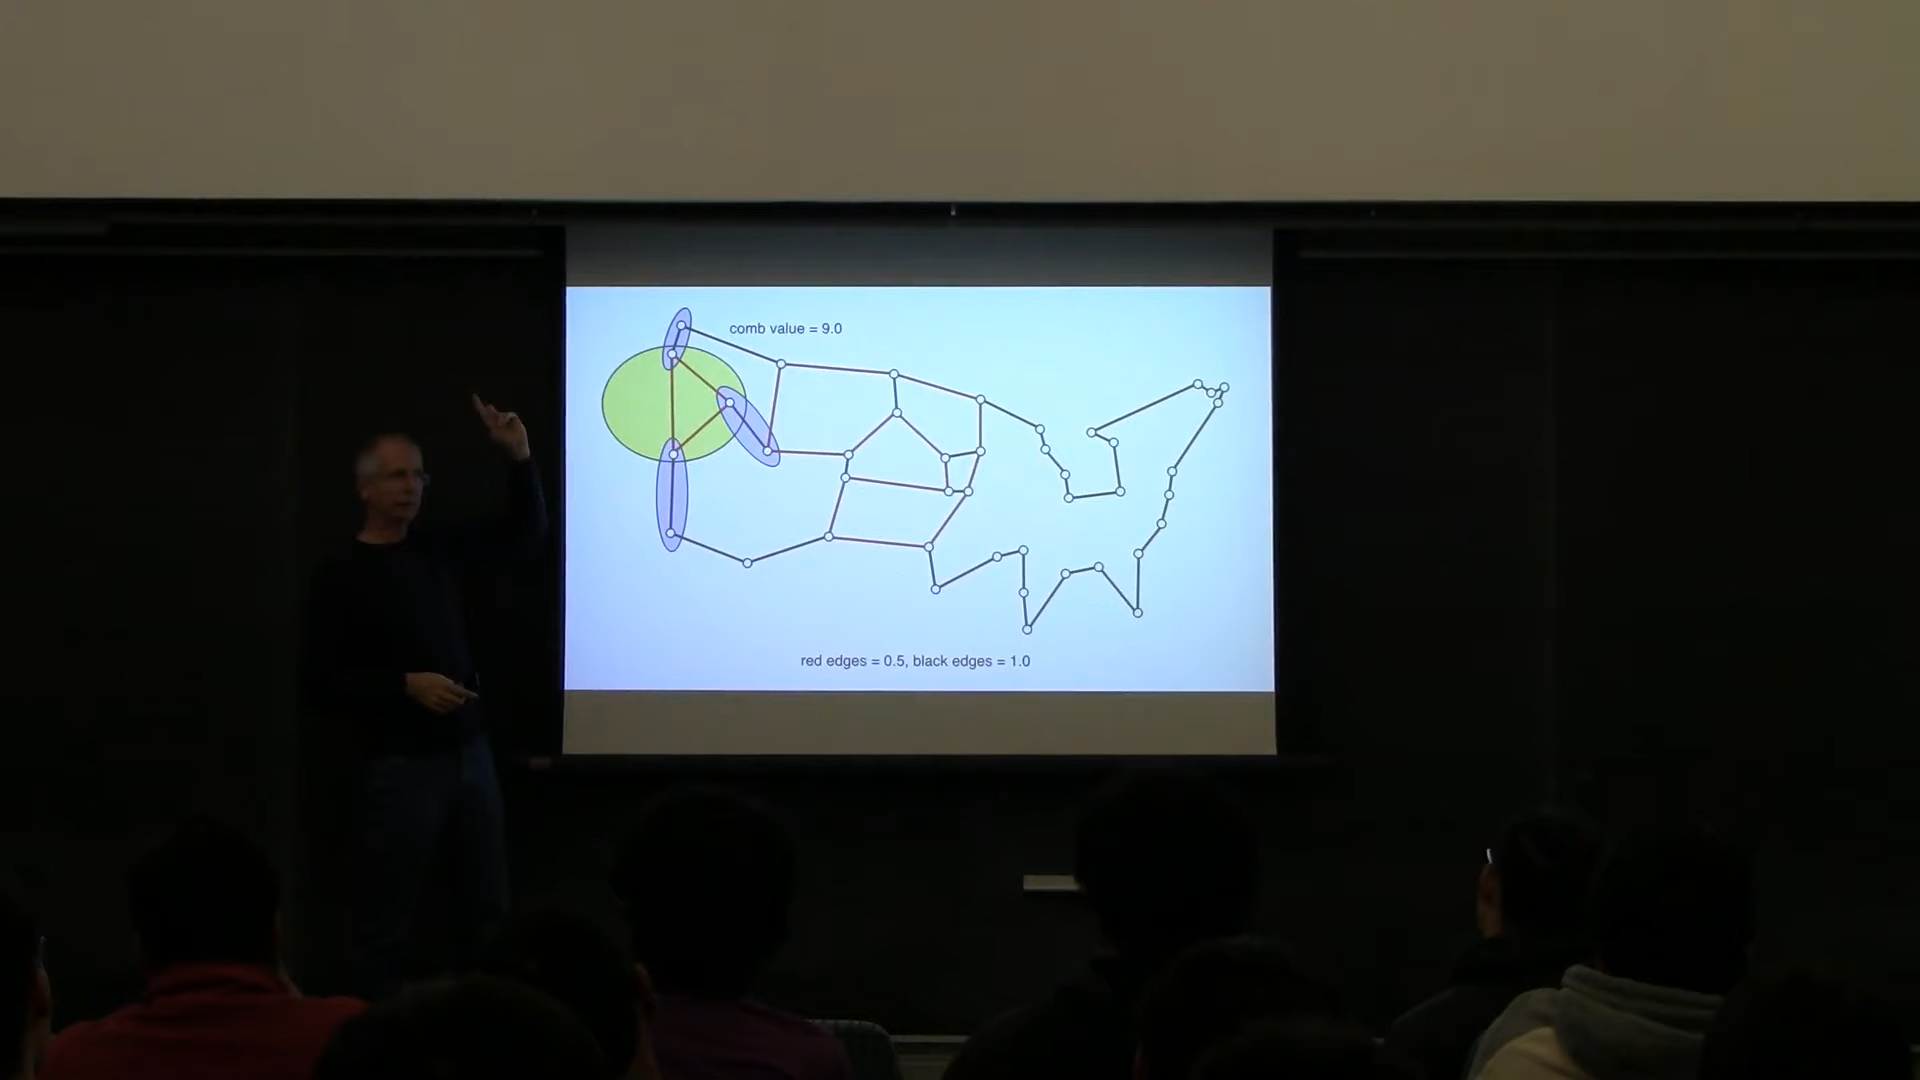 comb value = 9.0
red edges = 0.5, black edges = 1.0